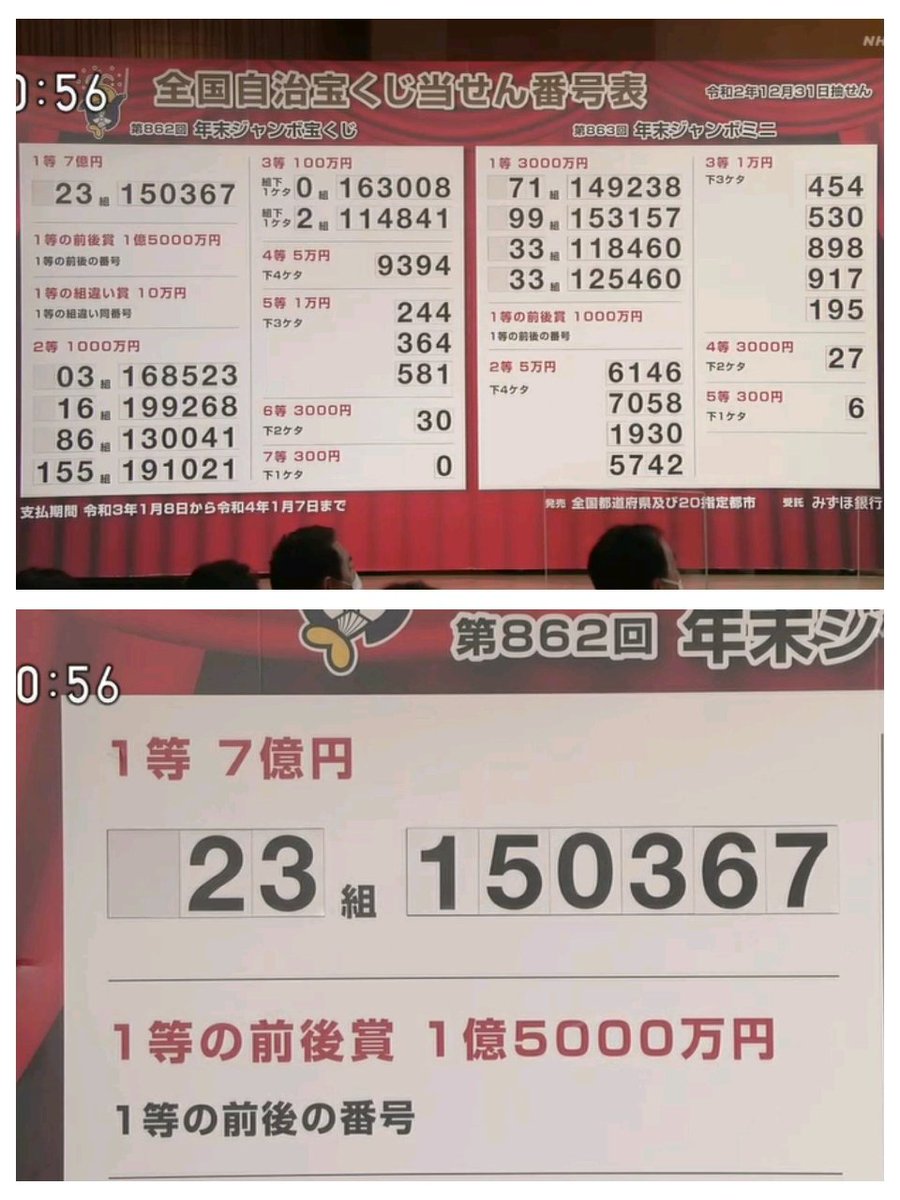 NH
0:56
全国自治宝くじ当せん番号表
令和2年12月31日抽せん
第862回 年末ジャンボ宝くじ
1等 7億円
23組 150367
1等の前後賞 1億5000万円
1等の前後の番号
1等の組違い賞 10万円
1等の組違い同番号
2等 1000万円
03組 168523
16組 199268
86組 130041
155組 191021
3等 100万円
組下1ケタ 0組 163008
組下1ケタ 2組 114841
4等 5万円
下4ケタ 9394
5等 1万円
下3ケタ 244
364
581
6等 3000円
下2ケタ 30
7等 300円
下1ケタ 0
第863回 年末ジャンボミニ
1等 3000万円
71組 149238
99組 153157
33組 118460
33組 125460
1等の前後賞 1000万円
1等の前後の番号
2等 5万円
下4ケタ 6146
7058
1930
5742
3等 1万円
下3ケタ 454
530
898
917
195
4等 3000円
下2ケタ 27
5等 300円
下1ケタ 6
支払期間 令和3年1月8日から令和4年1月7日まで
発売 全国都道府県及び20指定都市 受託 みずほ銀行
0:56
第862回 年末ジ
1等 7億円
23組 150367
1等の前後賞 1億5000万円
1等の前後の番号